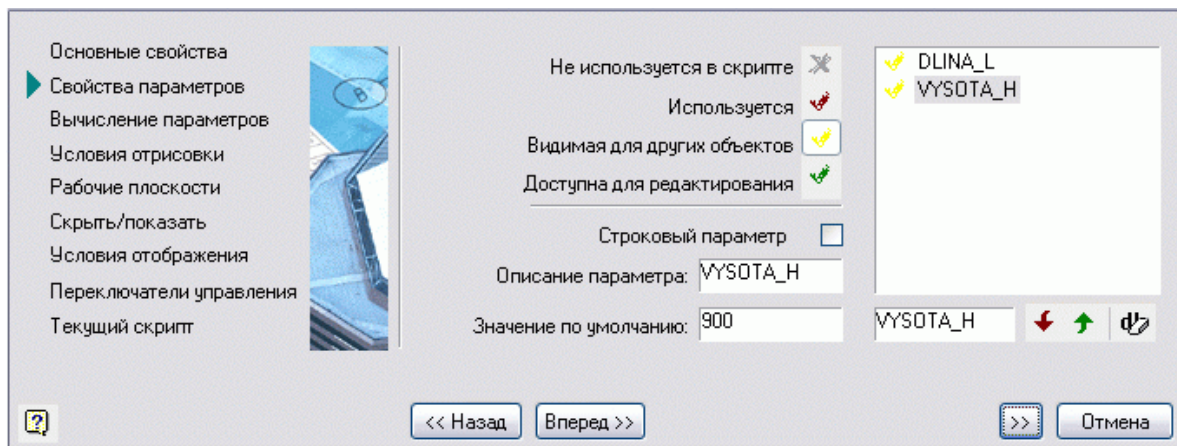 Основные свойства
Свойства параметров
Вычисление параметров
Условия отрисовки
Рабочие плоскости
Скрыть/показать
Условия отображения
Переключатели управления
Текущий скрипт
B
Не используется в скрипте
Используется
Видимая для других объектов
Доступна для редактирования
Строковый параметр
Описание параметра: VYSOTA_H
Значение по умолчанию: 900
DLINA_L
VYSOTA_H
VYSOTA_H
?
<< Назад
Вперед >>
>>
Отмена